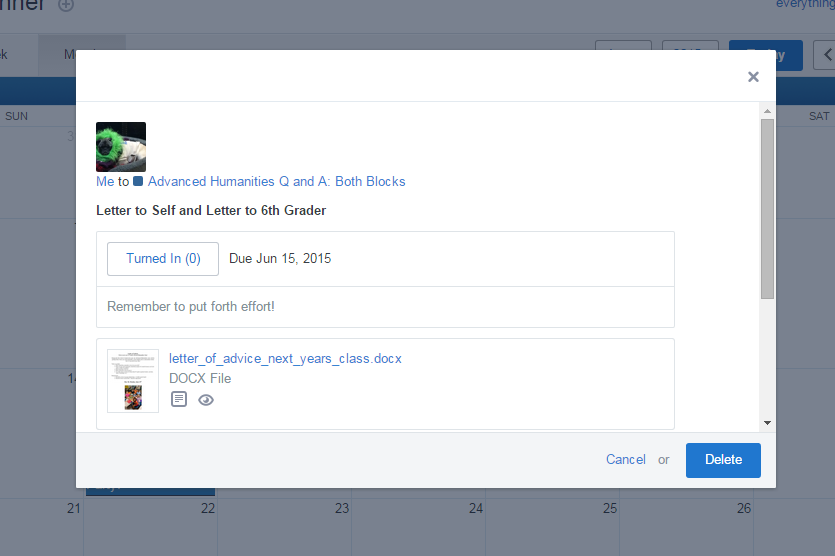 everything
SUN
SAT
Me to Advanced Humanities Q and A: Both Blocks
Letter to Self and Letter to 6th Grader
Turned In (0) Due Jun 15, 2015
Remember to put forth effort!
letter_of_advice_next_years_class.docx
DOCX File
Cancel or Delete
21 22 23 24 25 26